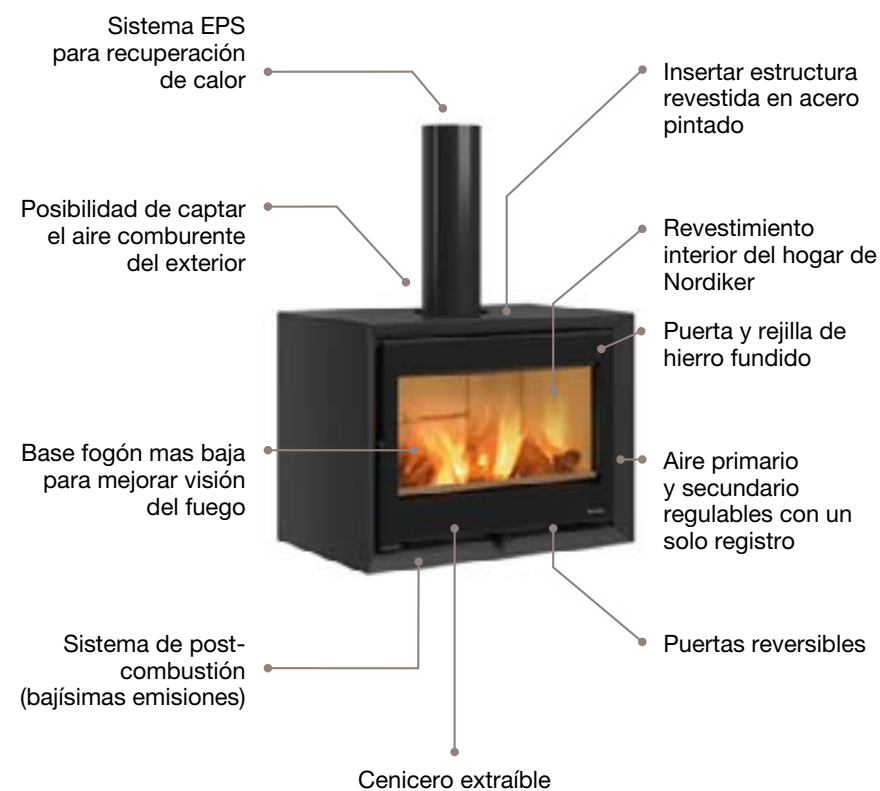 Sistema EPS
para recuperación
de calor
Insertar estructura
revestida en acero
pintado
Posibilidad de captar
el aire comburente
del exterior
Revestimiento
interior del hogar de
Nordiker
Puerta y rejilla de
hierro fundido
Base fogón mas baja
para mejorar visión
del fuego
Aire primario
y secundario
regulables con un
solo registro
Sistema de post-
combustión
(bajísimas emisiones)
Puertas reversibles
Cenicero extraíble